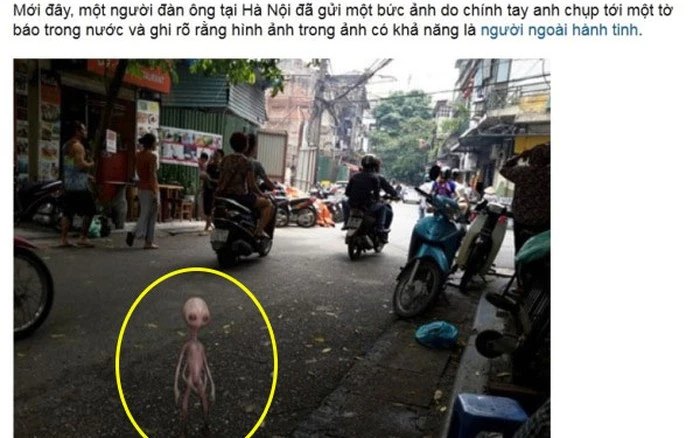 Mới đây, một người đàn ông tại Hà Nội đã gửi một bức ảnh do chính tay anh chụp tới một tờ
báo trong nước và ghi rõ rằng hình ảnh trong ảnh có khả năng là người ngoài hành tinh.